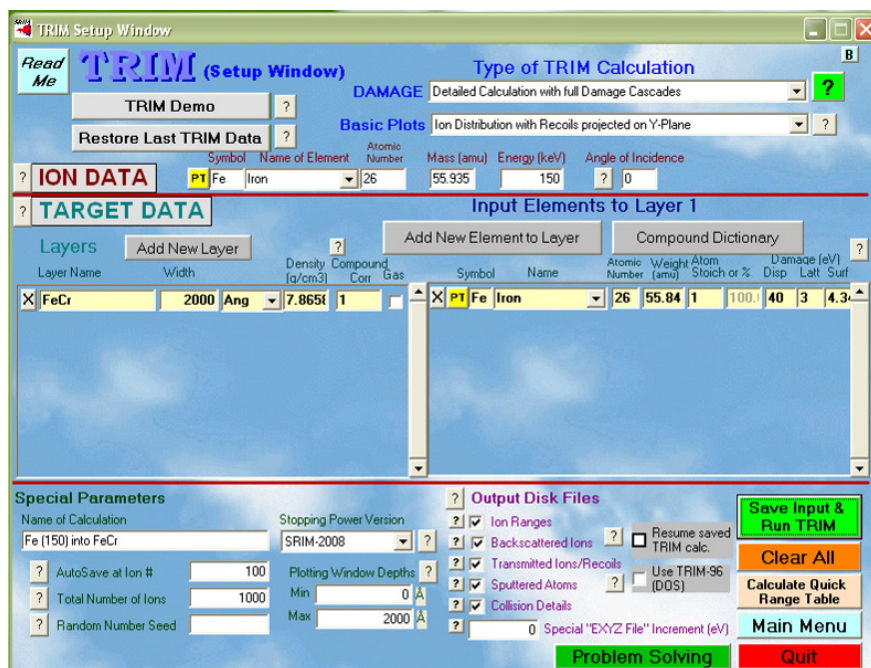 TRIM Setup Window
Read Me
TRIM (Setup Window)
Type of TRIM Calculation
B
DAMAGE Detailed Calculation with full Damage Cascades ?
TRIM Demo ?
Basic Plots Ion Distribution with Recoils projected on Y-Plane ?
Restore Last TRIM Data ?
Symbol Name of Element Atomic Number Mass (amu) Energy (keV) Angle of Incidence
? ION DATA PT Fe Iron 26 55.935 150 ? 0
? TARGET DATA
Input Elements to Layer 1
Layers Add New Layer ?
Add New Element to Layer Compound Dictionary ?
Layer Name Width Density (g/cm3) Compound Corr Gas
Symbol Name Atomic Number Weight (amu) Atom Stoich or % Damage (eV) Disp Latt Surf
X FeCr 2000 Ang 7.8658 1
X PT Fe Iron 26 55.84 1 100. 40 3 4.34
Special Parameters
Name of Calculation
Fe (150) into FeCr
Stopping Power Version
SRIM-2008 ?
? AutoSave at Ion # 100
? Total Number of Ions 1000
? Random Number Seed
Plotting Window Depths ?
Min 0 Å
Max 2000 Å
? Output Disk Files
? Ion Ranges
? Backscattered Ions
? Transmitted Ions/Recoils
? Sputtered Atoms
? Collision Details
? 0 Special "EXYZ File" Increment (eV)
? Resume saved TRIM calc.
? Use TRIM-96 (DOS)
Save Input & Run TRIM
Clear All
Calculate Quick Range Table
Main Menu
Problem Solving
Quit